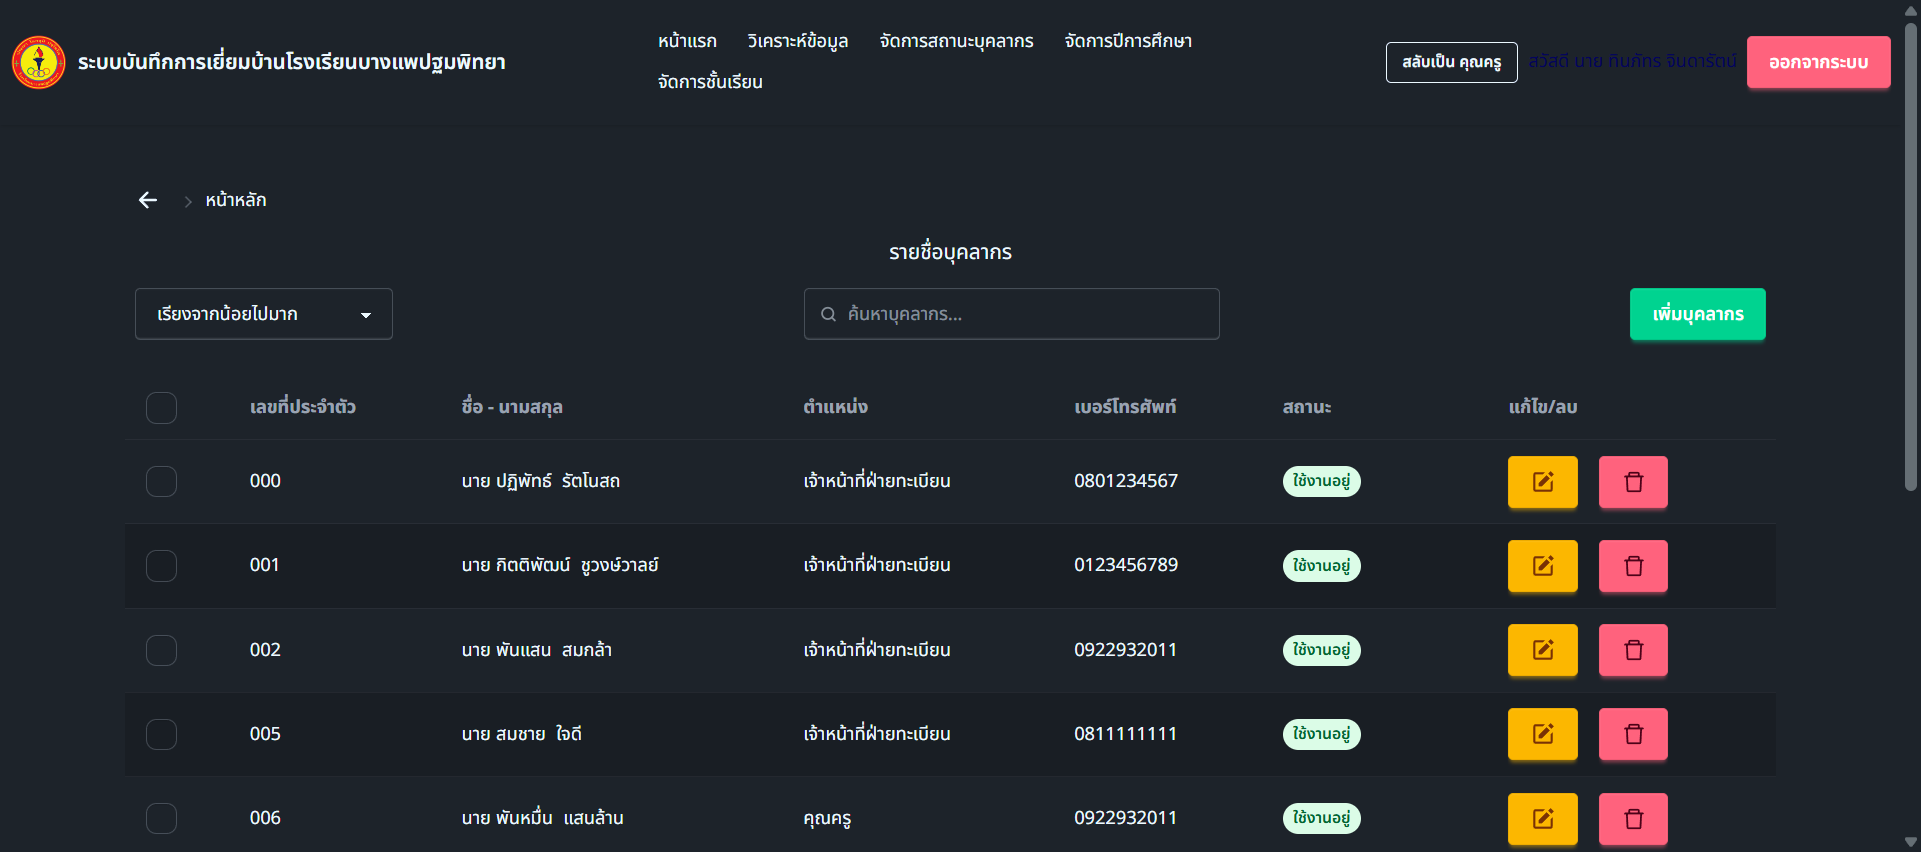 ระบบบันทึกการเยี่ยมบ้านโรงเรียนบางแพปฐมพิทยา
หน้าแรก วิเคราะห์ข้อมูล จัดการสถานะบุคลากร จัดการปีการศึกษา
จัดการชั้นเรียน
สลับเป็น คุณครู สวัสดี นาย ทินภัทร จินดารัตน์ ออกจากระบบ
หน้าหลัก
รายชื่อบุคลากร
เรียงจากน้อยไปมาก ค้นหาบุคลากร... เพิ่มบุคลากร
เลขที่ประจำตัว ชื่อ - นามสกุล ตำแหน่ง เบอร์โทรศัพท์ สถานะ แก้ไข/ลบ
000 นาย ปฏิพัทธ์ รัตโนสถ เจ้าหน้าที่ฝ่ายทะเบียน 0801234567 ใช้งานอยู่
001 นาย กิตติพัฒน์ ชูวงษ์วาลย์ เจ้าหน้าที่ฝ่ายทะเบียน 0123456789 ใช้งานอยู่
002 นาย พันแสน สมกล้า เจ้าหน้าที่ฝ่ายทะเบียน 0922932011 ใช้งานอยู่
005 นาย สมชาย ใจดี เจ้าหน้าที่ฝ่ายทะเบียน 0811111111 ใช้งานอยู่
006 นาย พันหมื่น แสนล้าน คุณครู 0922932011 ใช้งานอยู่